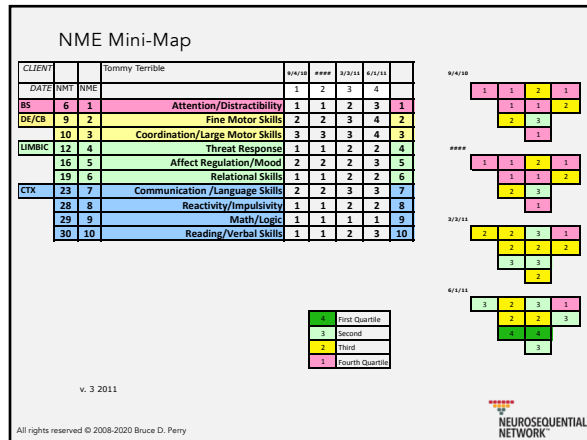 NME Mini-Map
CLIENT Tommy Terrible 9/4/10 #### 3/3/11 6/1/11
DATE NMT NME 1 2 3 4
BS 6 1 Attention/Distractibility 1 1 2 3 1
DE/CB 9 2 Fine Motor Skills 2 2 3 4 2
10 3 Coordination/Large Motor Skills 3 3 3 4 3
LIMBIC 12 4 Threat Response 1 1 2 2 4
16 5 Affect Regulation/Mood 2 2 2 3 5
19 6 Relational Skills 1 1 2 2 6
CTX 23 7 Communication /Language Skills 2 2 3 3 7
28 8 Reactivity/Impulsivity 1 1 2 2 8
29 9 Math/Logic 1 1 1 1 9
30 10 Reading/Verbal Skills 1 1 2 3 10
9/4/10
1 1 2 1
1 1 2
2 3
1
####
1 1 2 1
1 1 2
2 3
1
3/3/11
2 2 3 1
2 2 2
3 3
2
6/1/11
3 2 3 1
2 2 3
4 4
3
4 First Quartile
3 Second
2 Third
1 Fourth Quartile
v. 3 2011
All rights reserved © 2008-2020 Bruce D. Perry
NEUROSEQUENTIAL
NETWORK™